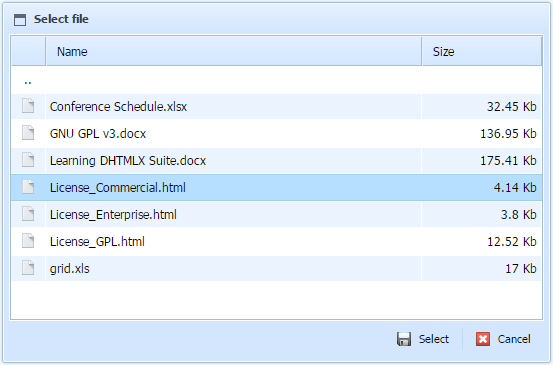 Select file
Name Size
..
Conference Schedule.xlsx 32.45 Kb
GNU GPL v3.docx 136.95 Kb
Learning DHTMLX Suite.docx 175.41 Kb
License_Commercial.html 4.14 Kb
License_Enterprise.html 3.8 Kb
License_GPL.html 12.52 Kb
grid.xls 17 Kb
Select Cancel